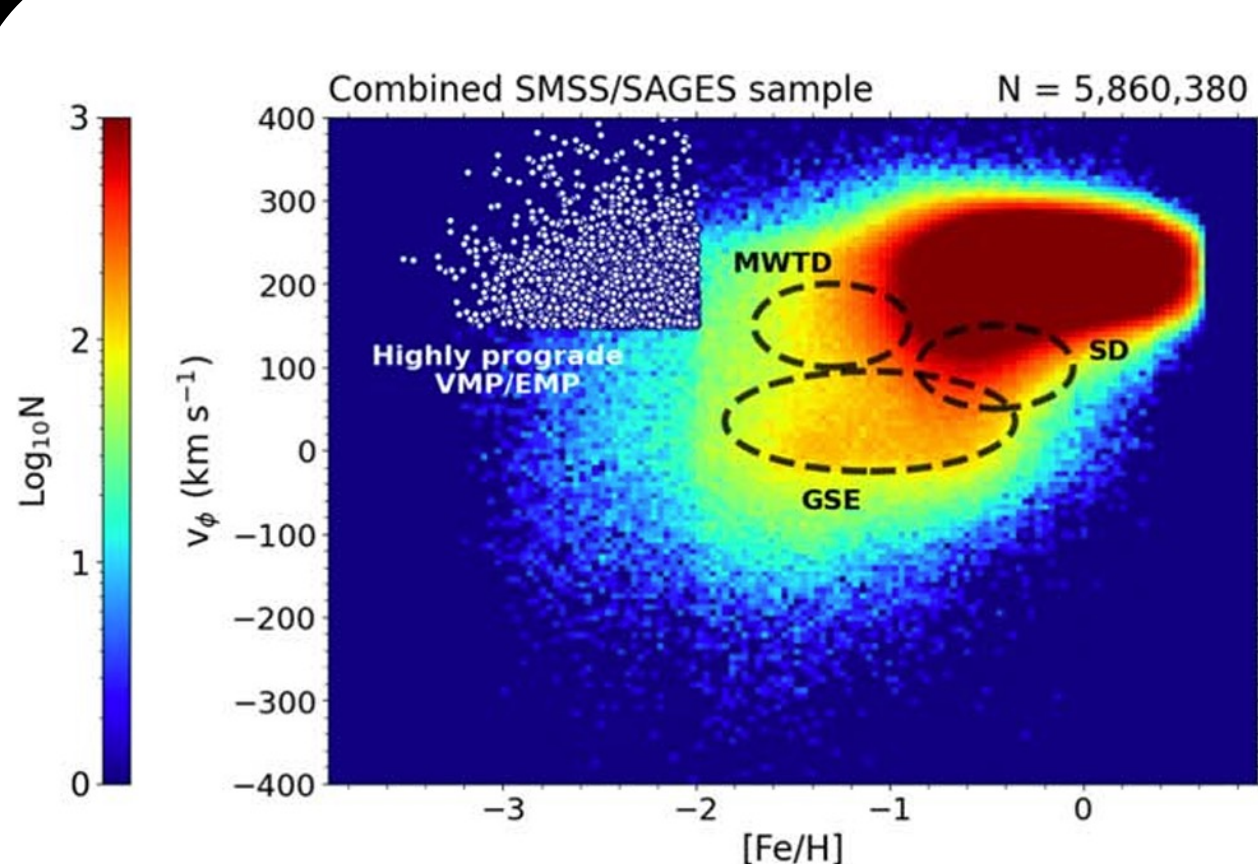 Combined SMSS/SAGES sample N = 5,860,380
3
2
1
0
Log₁₀N
400
300
200
100
0
−100
−200
−300
−400
vϕ (km s⁻¹)
MWTD
Highly prograde
VMP/EMP
SD
GSE
−3 −2 −1 0
[Fe/H]